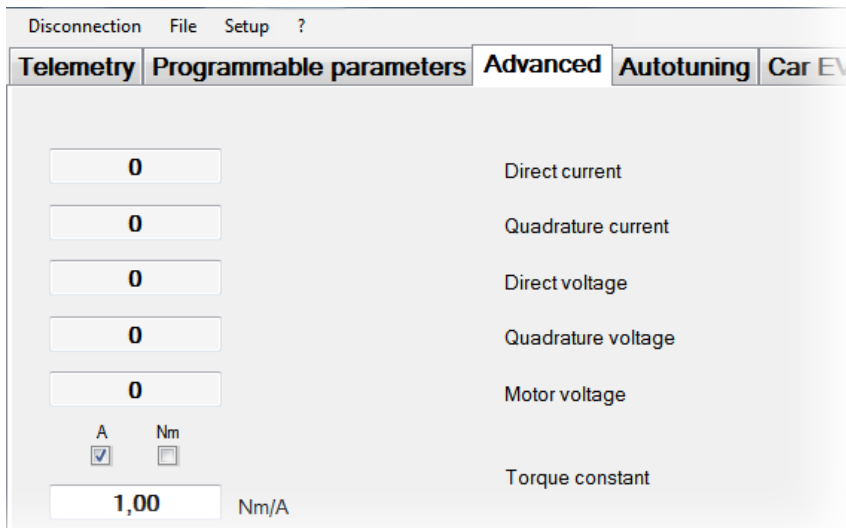 Disconnection File Setup ?
Telemetry Programmable parameters Advanced Autotuning Car EV
0 Direct current
0 Quadrature current
0 Direct voltage
0 Quadrature voltage
0 Motor voltage
A Nm
Torque constant
1,00 Nm/A